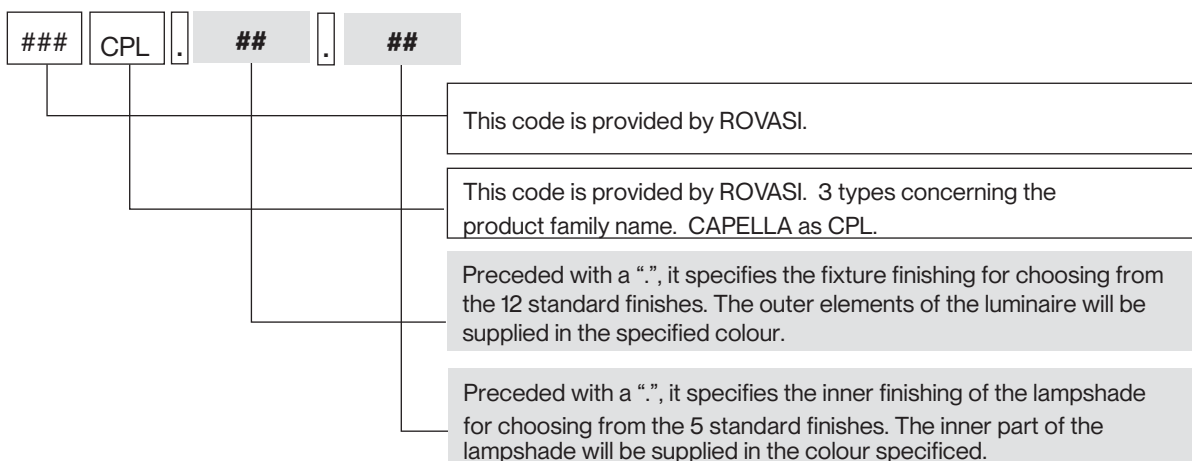 ### CPL . ## . ##
This code is provided by ROVASI.
This code is provided by ROVASI. 3 types concerning the
product family name. CAPELLA as CPL.
Preceded with a “.”, it specifies the fixture finishing for choosing from
the 12 standard finishes. The outer elements of the luminaire will be
supplied in the specified colour.
Preceded with a “.”, it specifies the inner finishing of the lampshade
for choosing from the 5 standard finishes. The inner part of the
lampshade will be supplied in the colour specificed.